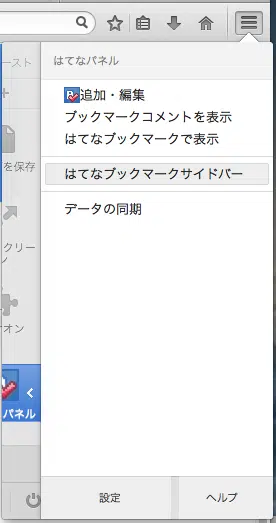 はてなパネル
ースト
追加・編集
ブックマークコメントを表示
はてなブックマークで表示
を保存
はてなブックマークサイドバー
データの同期
クリー
ン
オン
パネル
設定
ヘルプ